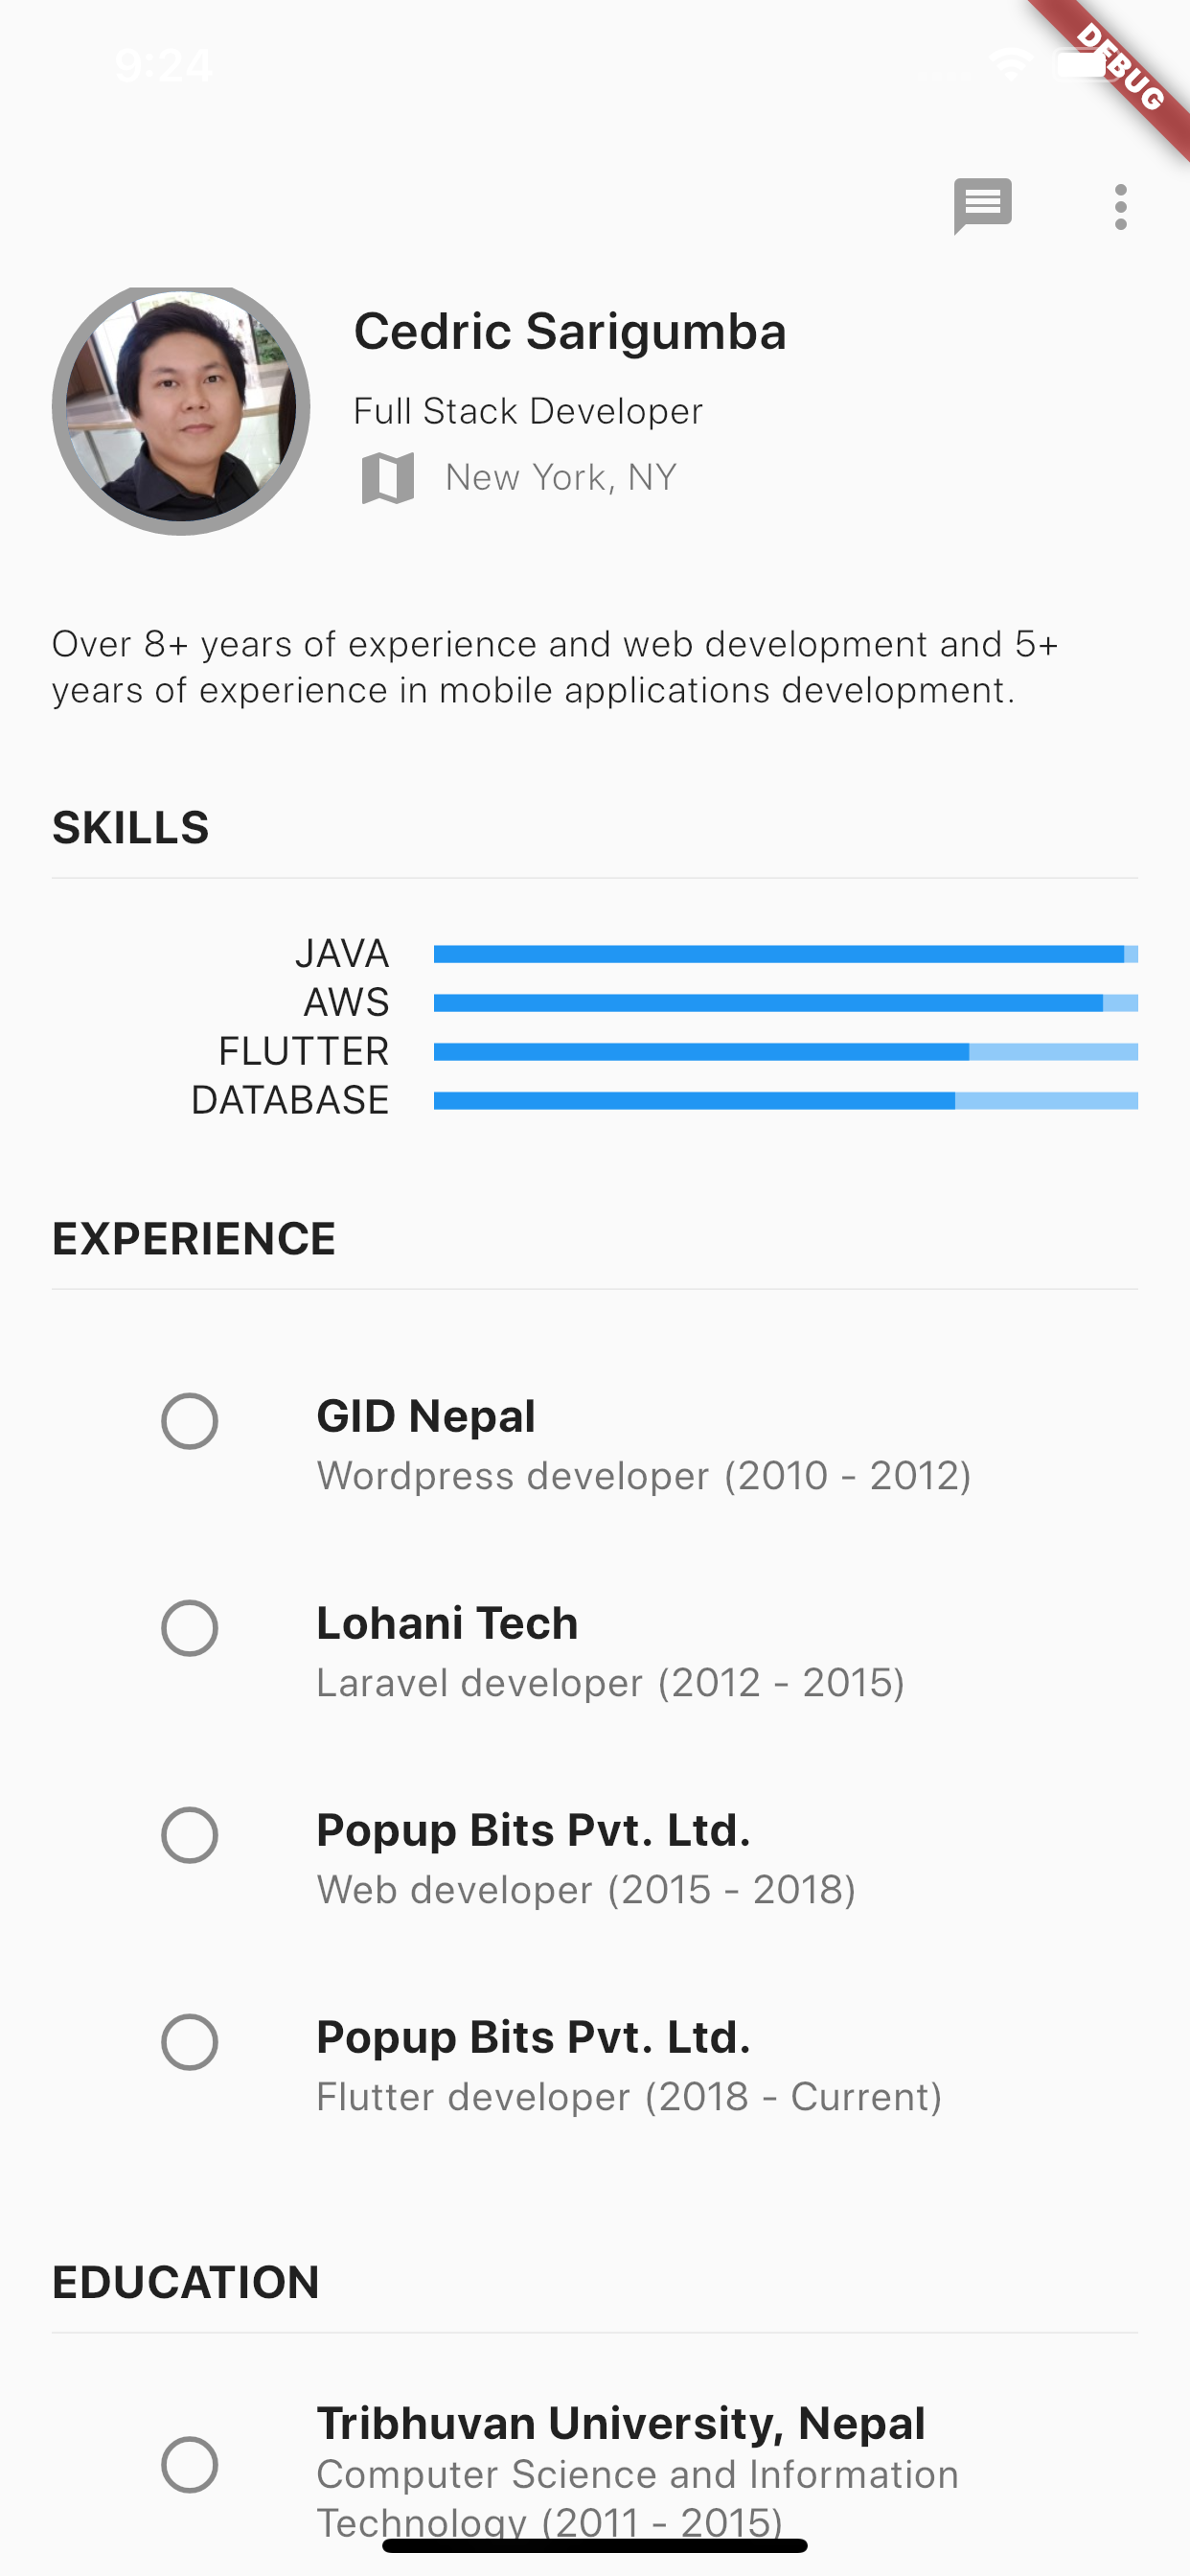 9:24
DEBUG
Cedric Sarigumba
Full Stack Developer
New York, NY
Over 8+ years of experience and web development and 5+
years of experience in mobile applications development.
SKILLS
JAVA
AWS
FLUTTER
DATABASE
EXPERIENCE
GID Nepal
Wordpress developer (2010 - 2012)
Lohani Tech
Laravel developer (2012 - 2015)
Popup Bits Pvt. Ltd.
Web developer (2015 - 2018)
Popup Bits Pvt. Ltd.
Flutter developer (2018 - Current)
EDUCATION
Tribhuvan University, Nepal
Computer Science and Information
Technology (2011 - 2015)